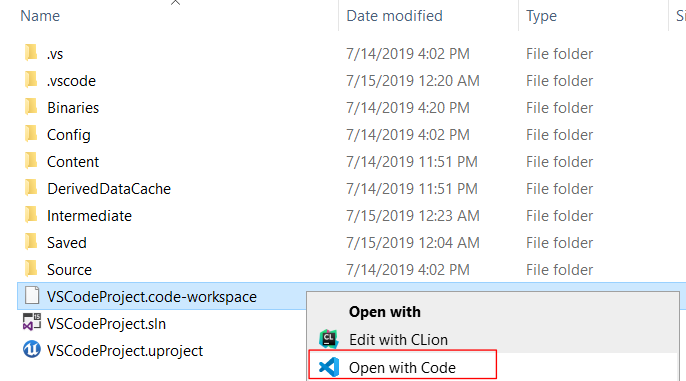 Name Date modified Type Si
.vs 7/14/2019 4:02 PM File folder
.vscode 7/15/2019 12:20 AM File folder
Binaries 7/14/2019 4:20 PM File folder
Config 7/14/2019 4:02 PM File folder
Content 7/14/2019 11:51 PM File folder
DerivedDataCache 7/14/2019 11:51 PM File folder
Intermediate 7/15/2019 12:23 AM File folder
Saved 7/15/2019 12:04 AM File folder
Source 7/14/2019 4:02 PM File folder
VSCodeProject.code-workspace
Open with
VSCodeProject.sln
Edit with CLion
VSCodeProject.uproject
Open with Code